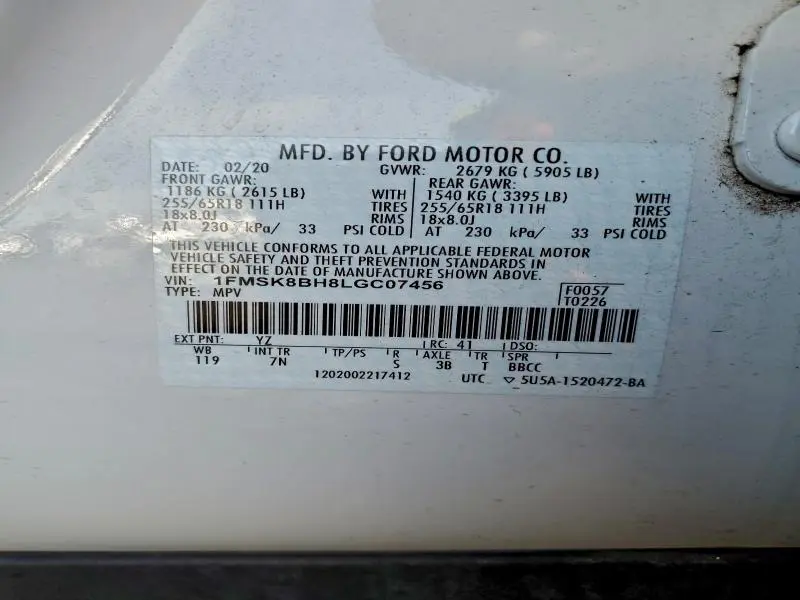 MFD. BY FORD MOTOR CO.
DATE: 02/20 GVWR: 2679 KG ( 5905 LB)
FRONT GAWR: REAR GAWR:
1186 KG ( 2615 LB) WITH 1540 KG ( 3395 LB) WITH
255/65R18 111H TIRES 255/65R18 111H TIRES
18x8.0J RIMS 18x8.0J RIMS
AT 230 kPa/ 33 PSI COLD AT 230 kPa/ 33 PSI COLD
THIS VEHICLE CONFORMS TO ALL APPLICABLE FEDERAL MOTOR
VEHICLE SAFETY AND THEFT PREVENTION STANDARDS IN
EFFECT ON THE DATE OF MANUFACTURE SHOWN ABOVE.
VIN: 1FMSK8BH8LGC07456 F0057
TYPE: MPV T0226
EXT PNT: YZ RC: 41 DSO:
WB INT TR TP/PS R AXLE TR SPR
119 7N S 3B T BBCC
1202002217412 UTC ▽ 5U5A-1520472-BA